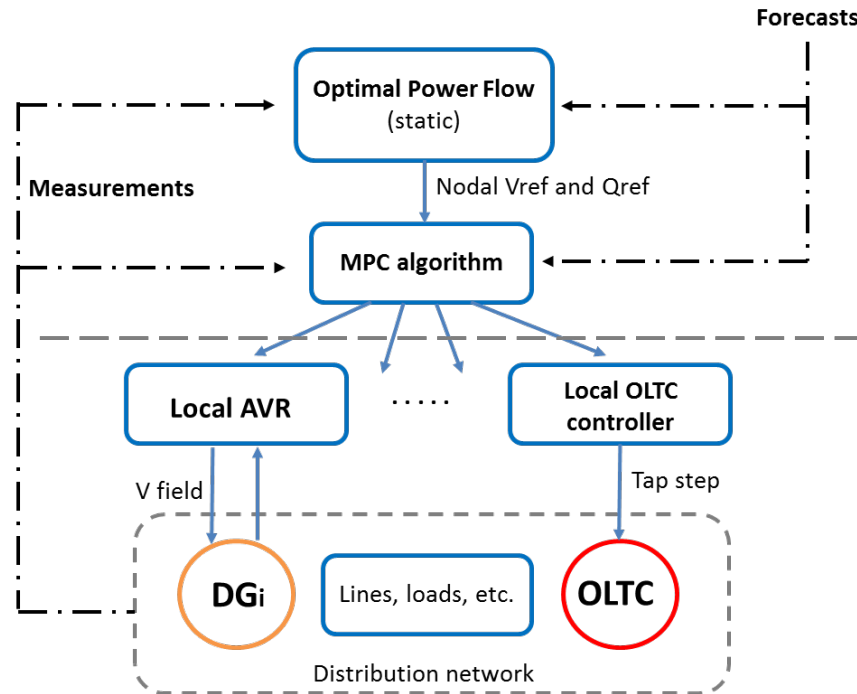 Forecasts
Optimal Power Flow
(static)
Measurements
Nodal Vref and Qref
MPC algorithm
Local AVR
. . . . .
Local OLTC
controller
V field
Tap step
DGi
Lines, loads, etc.
OLTC
Distribution network